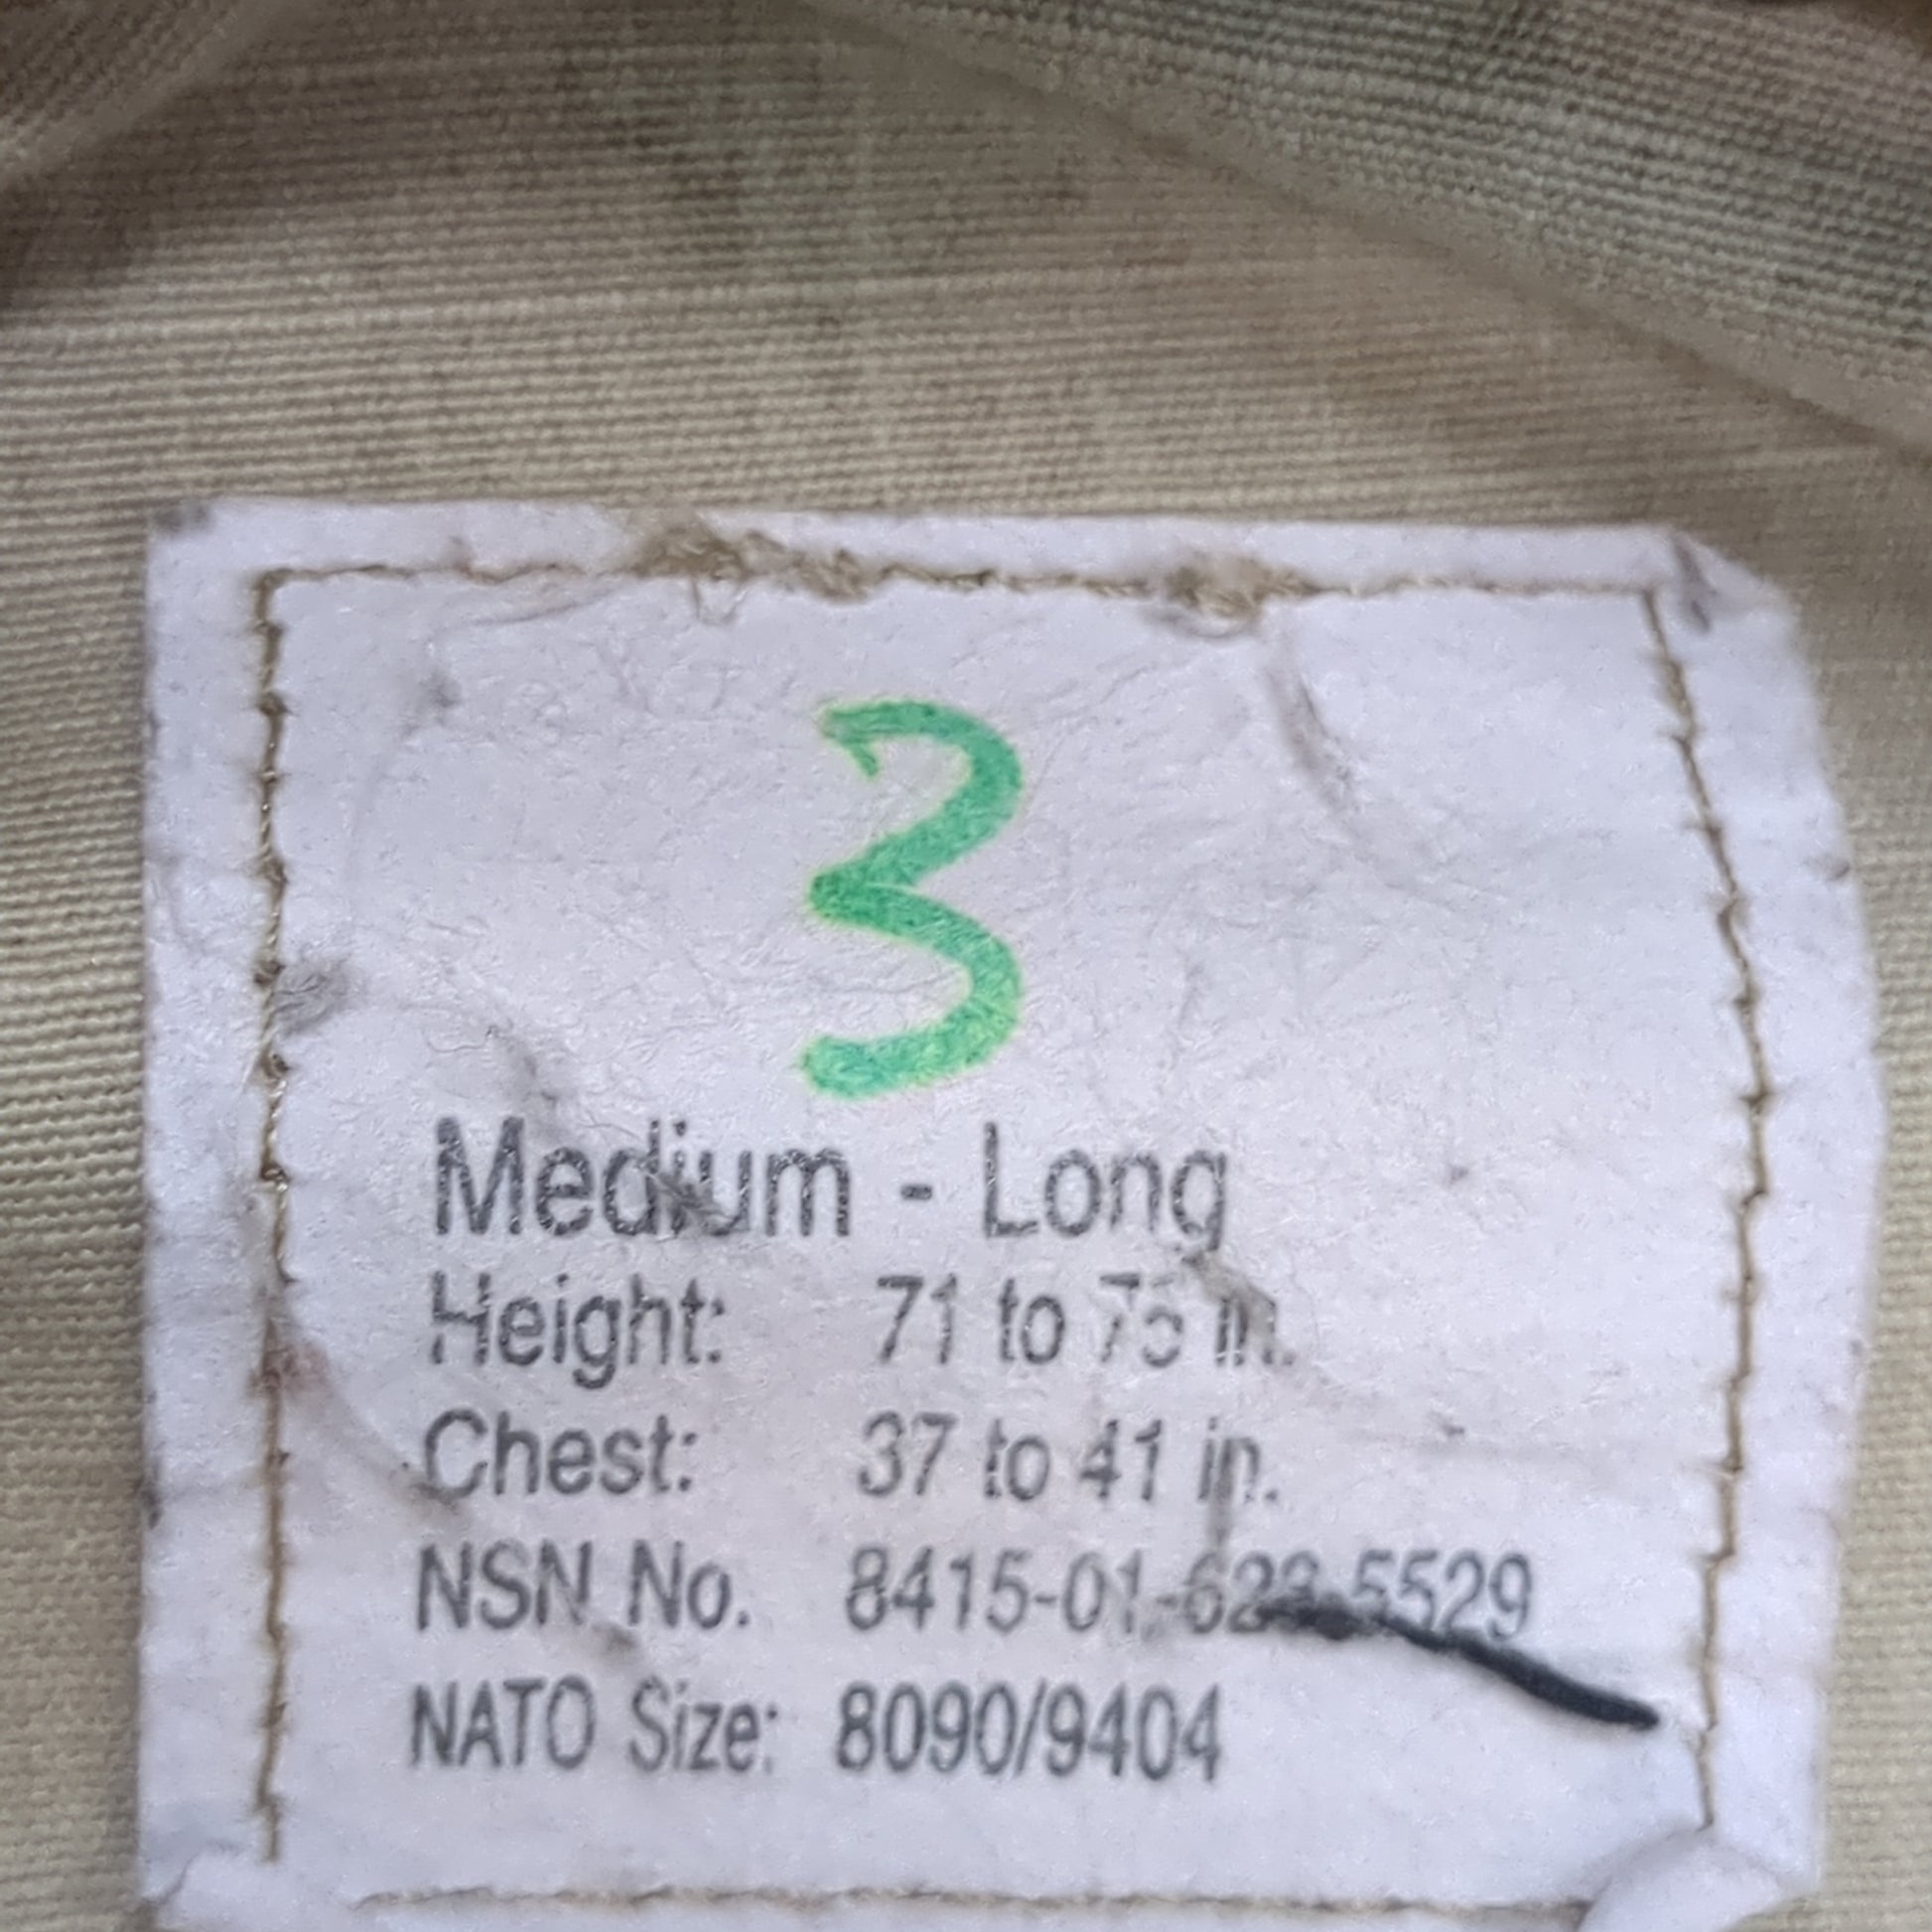 3
Medium - Long
Height: 71 to 75 in.
Chest: 37 to 41 in.
NSN No. 8415-01-623-5529
NATO Size: 8090/9404